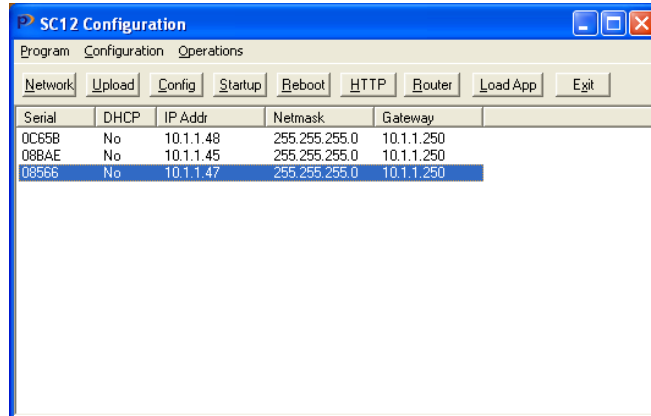 SC12 Configuration
Program Configuration Operations
Network Upload Config Startup Reboot HTTP Router Load App Exit
Serial DHCP IP Addr Netmask Gateway
0C65B No 10.1.1.48 255.255.255.0 10.1.1.250
08BAE No 10.1.1.45 255.255.255.0 10.1.1.250
08566 No 10.1.1.47 255.255.255.0 10.1.1.250